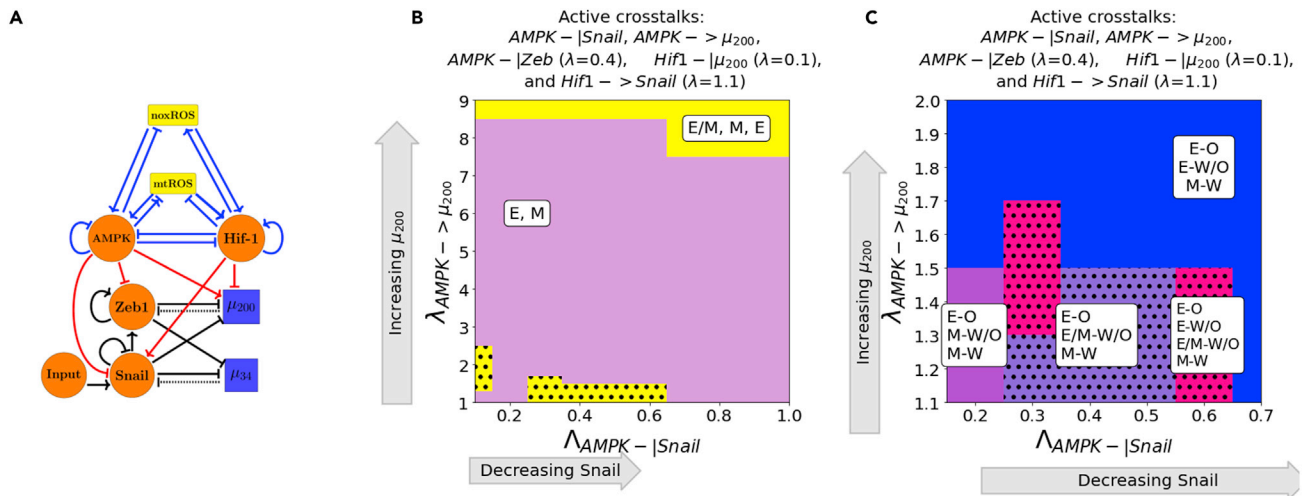 A
noxROS
mtROS
AMPK
Hif-1
Zeb1
μ200
Input
Snail
μ34
B
Active crosstalks:
AMPK-|Snail, AMPK->μ200,
AMPK-|Zeb (λ=0.4), Hif1-|μ200 (λ=0.1),
and Hif1->Snail (λ=1.1)
Increasing μ200
λAMPK->μ200
9
8
7
6
5
4
3
2
1
E/M, M, E
E, M
0.2
0.4
0.6
0.8
1.0
ΛAMPK-|Snail
Decreasing Snail
C
Active crosstalks:
AMPK-|Snail, AMPK->μ200,
AMPK-|Zeb (λ=0.4), Hif1-|μ200 (λ=0.1),
and Hif1->Snail (λ=1.1)
Increasing μ200
λAMPK->μ200
2.0
1.9
1.8
1.7
1.6
1.5
1.4
1.3
1.2
1.1
E-O
E-W/O
M-W
E-O
M-W/O
M-W
E-O
E/M-W/O
M-W
E-O
E-W/O
E/M-W/O
M-W
0.2
0.3
0.4
0.5
0.6
0.7
ΛAMPK-|Snail
Decreasing Snail